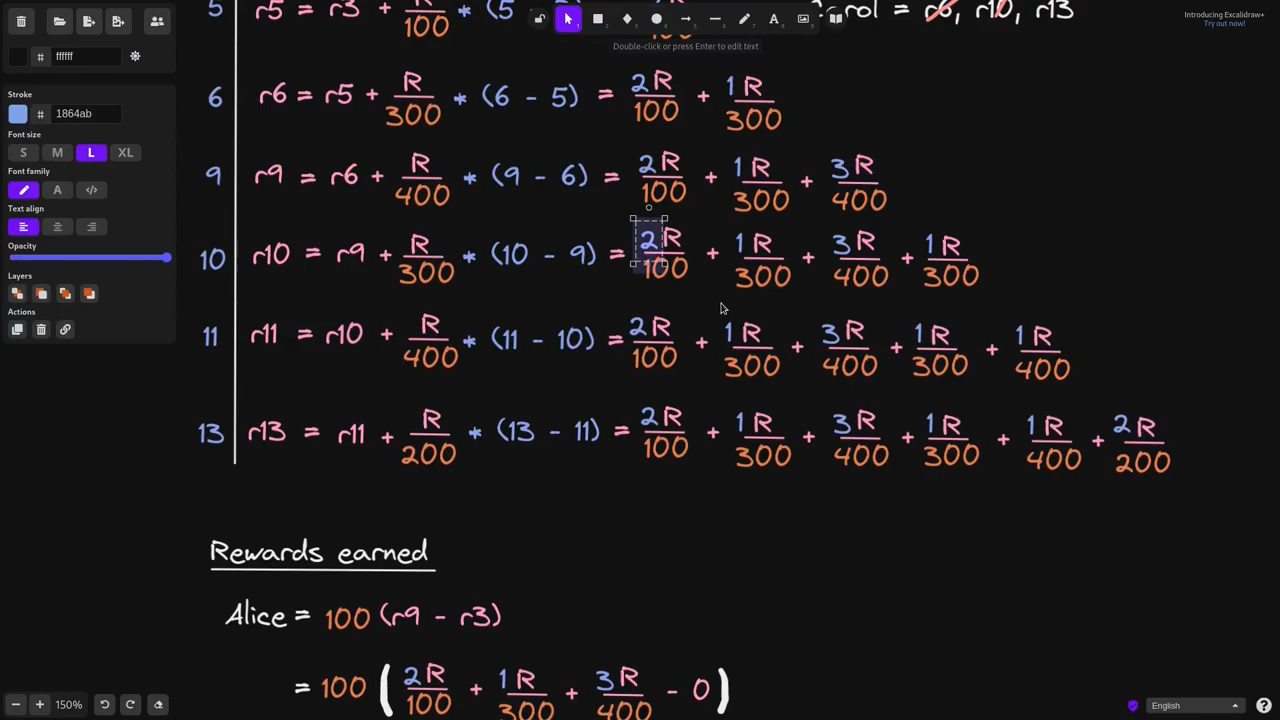 Introducing Excalidraw+
Try out now!
# ffffff
Double-click or press Enter to edit text
5 r5 = r3 + R/100 * (5
Carol = r6, r10, r13
Stroke
# 1864ab
Font size
S M L XL
Font family
A </>
Text align
Opacity
Layers
Actions
6 r6 = r5 + R/300 * (6 - 5) = 2R/100 + 1R/300
9 r9 = r6 + R/400 * (9 - 6) = 2R/100 + 1R/300 + 3R/400
10 r10 = r9 + R/300 * (10 - 9) = 2R/100 + 1R/300 + 3R/400 + 1R/300
11 r11 = r10 + R/400 * (11 - 10) = 2R/100 + 1R/300 + 3R/400 + 1R/300 + 1R/400
13 r13 = r11 + R/200 * (13 - 11) = 2R/100 + 1R/300 + 3R/400 + 1R/300 + 1R/400 + 2R/200
Rewards earned
Alice = 100 (r9 - r3)
= 100 ( 2R/100 + 1R/300 + 3R/400 - 0 )
150%
English